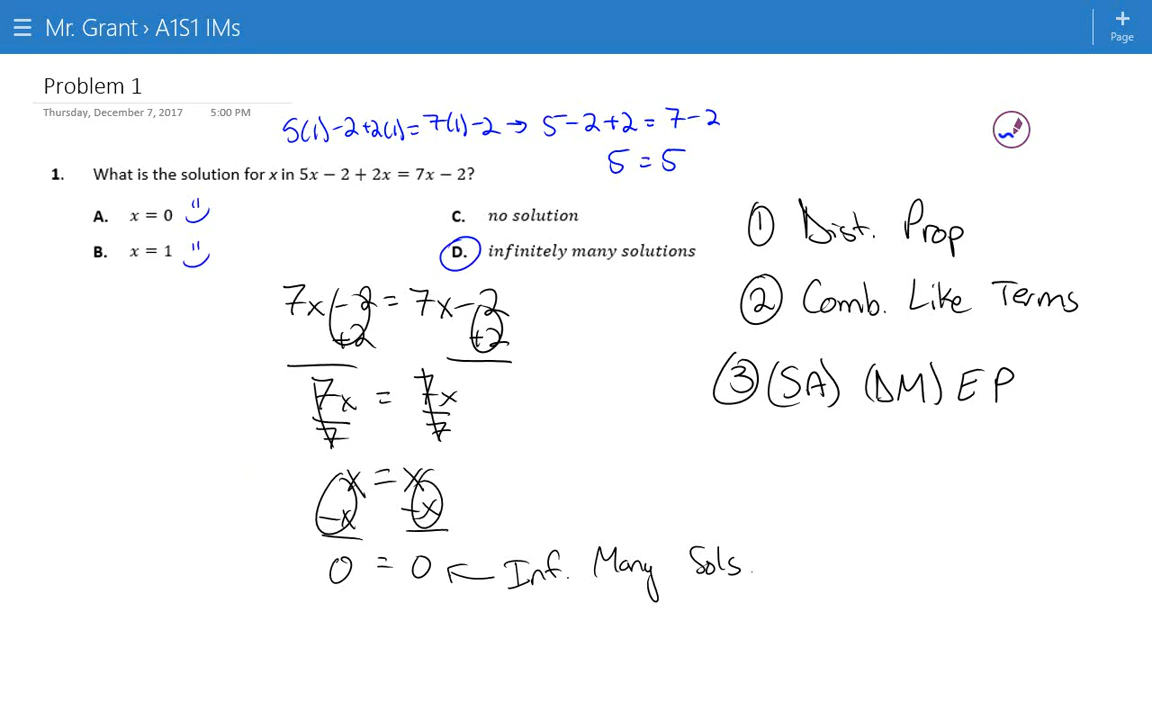 Mr. Grant › A1S1 IMs
Page
Problem 1
Thursday, December 7, 2017 5:00 PM
5(1)-2+2(1)=7(1)-2→ 5-2+2=7-2
5=5
1. What is the solution for x in 5x − 2 + 2x = 7x − 2?
A. x = 0
B. x = 1
C. no solution
D. infinitely many solutions
7x-2=7x-2
+2 +2
7x = 7x
7 7
x = x
-x -x
0 = 0 ← Inf. Many Sols.
① Dist. Prop
② Comb. Like Terms
③ (SA) (DM) E P